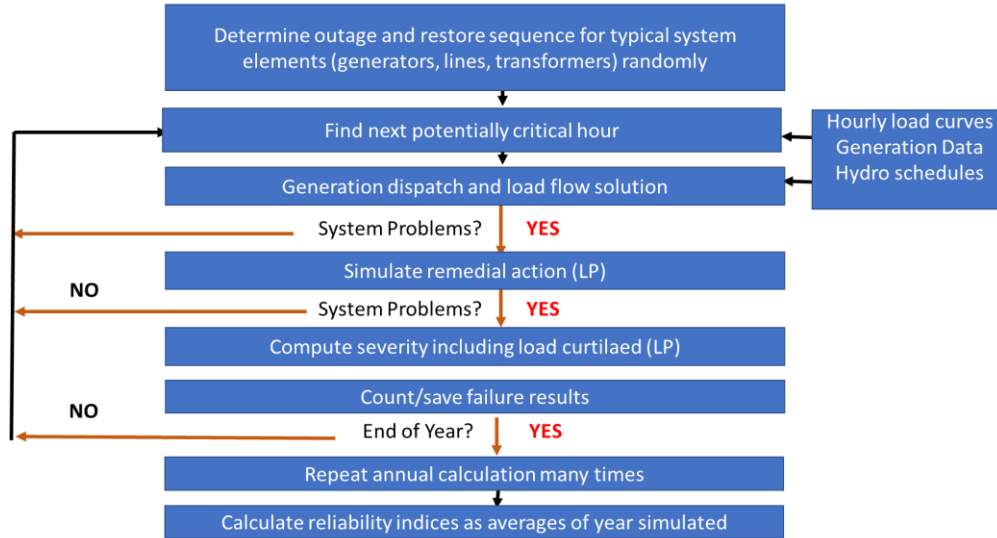 Determine outage and restore sequence for typical system
elements (generators, lines, transformers) randomly
Find next potentially critical hour
Hourly load curves
Generation Data
Hydro schedules
Generation dispatch and load flow solution
System Problems?
YES
Simulate remedial action (LP)
NO
System Problems?
YES
Compute severity including load curtilaed (LP)
Count/save failure results
NO
End of Year?
YES
Repeat annual calculation many times
Calculate reliability indices as averages of year simulated